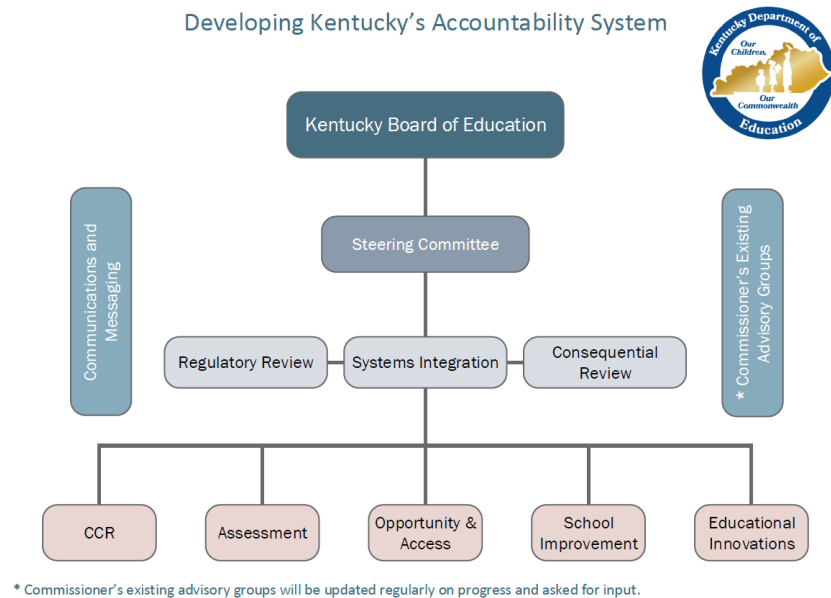 Developing Kentucky's Accountability System
Kentucky Department of
Our
Children,
Our
Commonwealth
Education
Kentucky Board of Education
Communications and
Messaging
Steering Committee
* Commissioner's Existing
Advisory Groups
Regulatory Review
Systems Integration
Consequential
Review
CCR
Assessment
Opportunity &
Access
School
Improvement
Educational
Innovations
* Commissioner's existing advisory groups will be updated regularly on progress and asked for input.